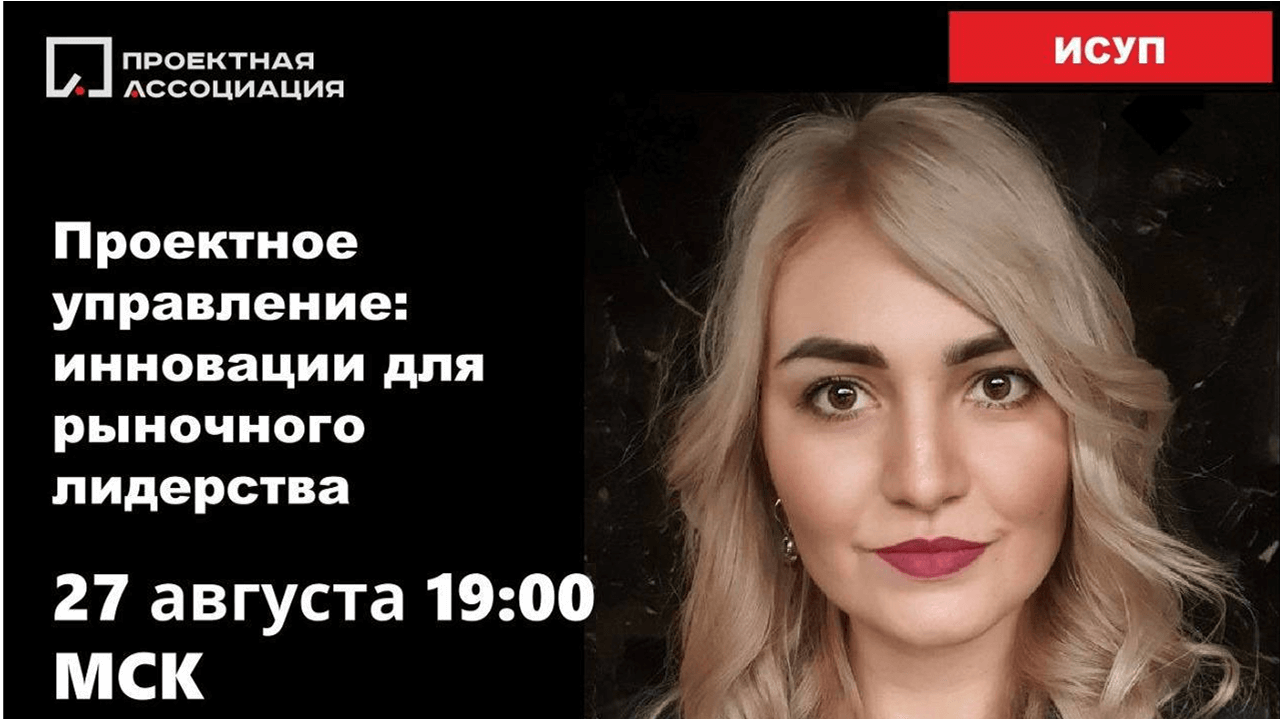 ПРОЕКТНАЯ
АССОЦИАЦИЯ
ИСУП
Проектное
управление:
инновации для
рыночного
лидерства
27 августа 19:00
МСК